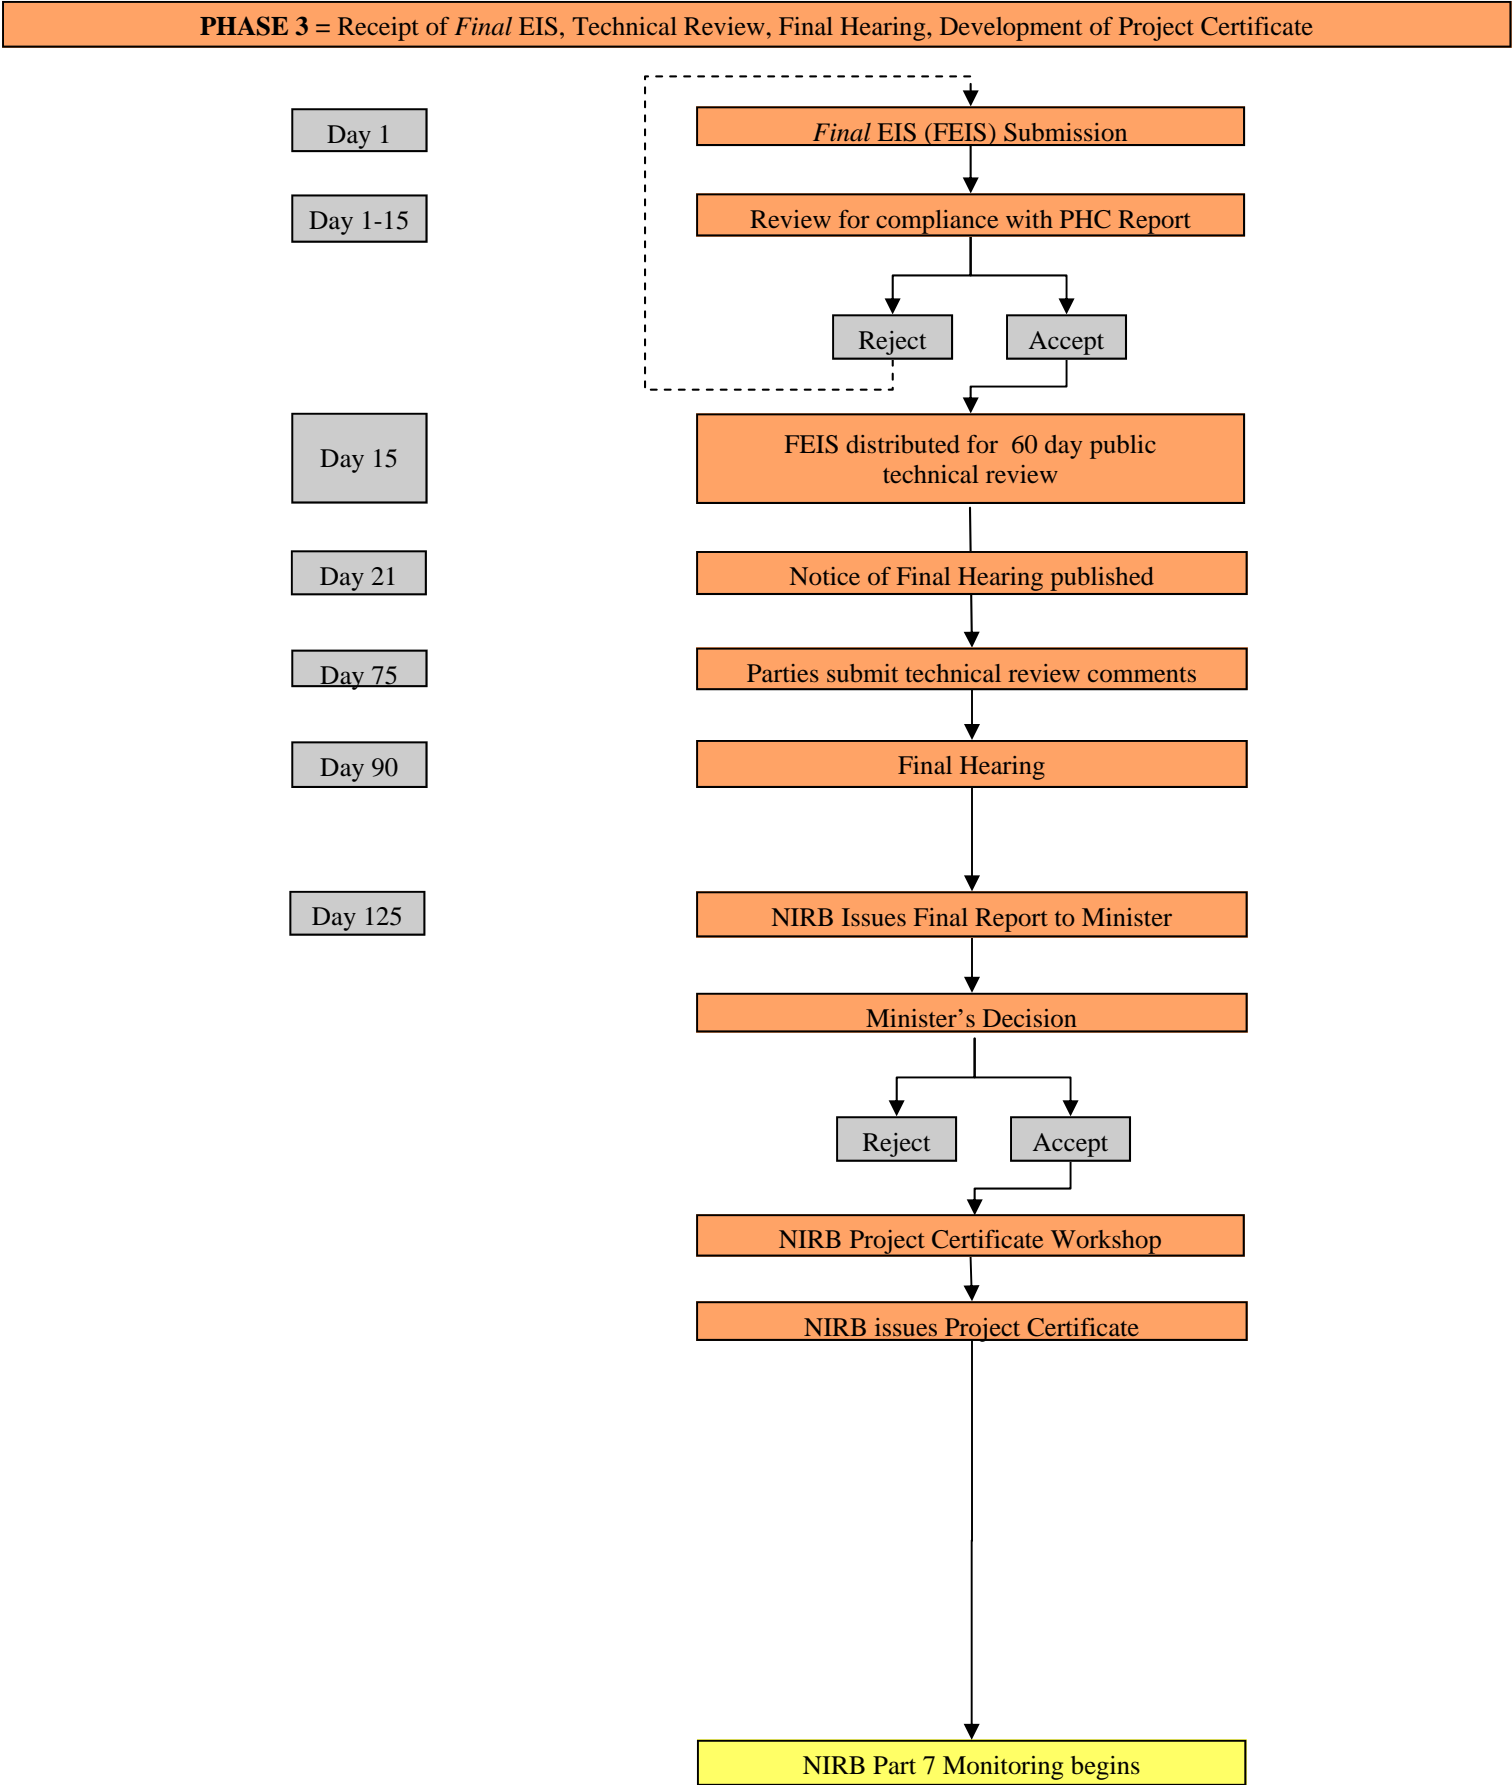 PHASE 3 = Receipt of Final EIS, Technical Review, Final Hearing, Development of Project Certificate
Day 1
Final EIS (FEIS) Submission
Day 1-15
Review for compliance with PHC Report
Reject
Accept
Day 15
FEIS distributed for  60 day public
technical review
Day 21
Notice of Final Hearing published
Day 75
Parties submit technical review comments
Day 90
Final Hearing
Day 125
NIRB Issues Final Report to Minister
Minister’s Decision
Reject
Accept
NIRB Project Certificate Workshop
NIRB issues Project Certificate
NIRB Part 7 Monitoring begins